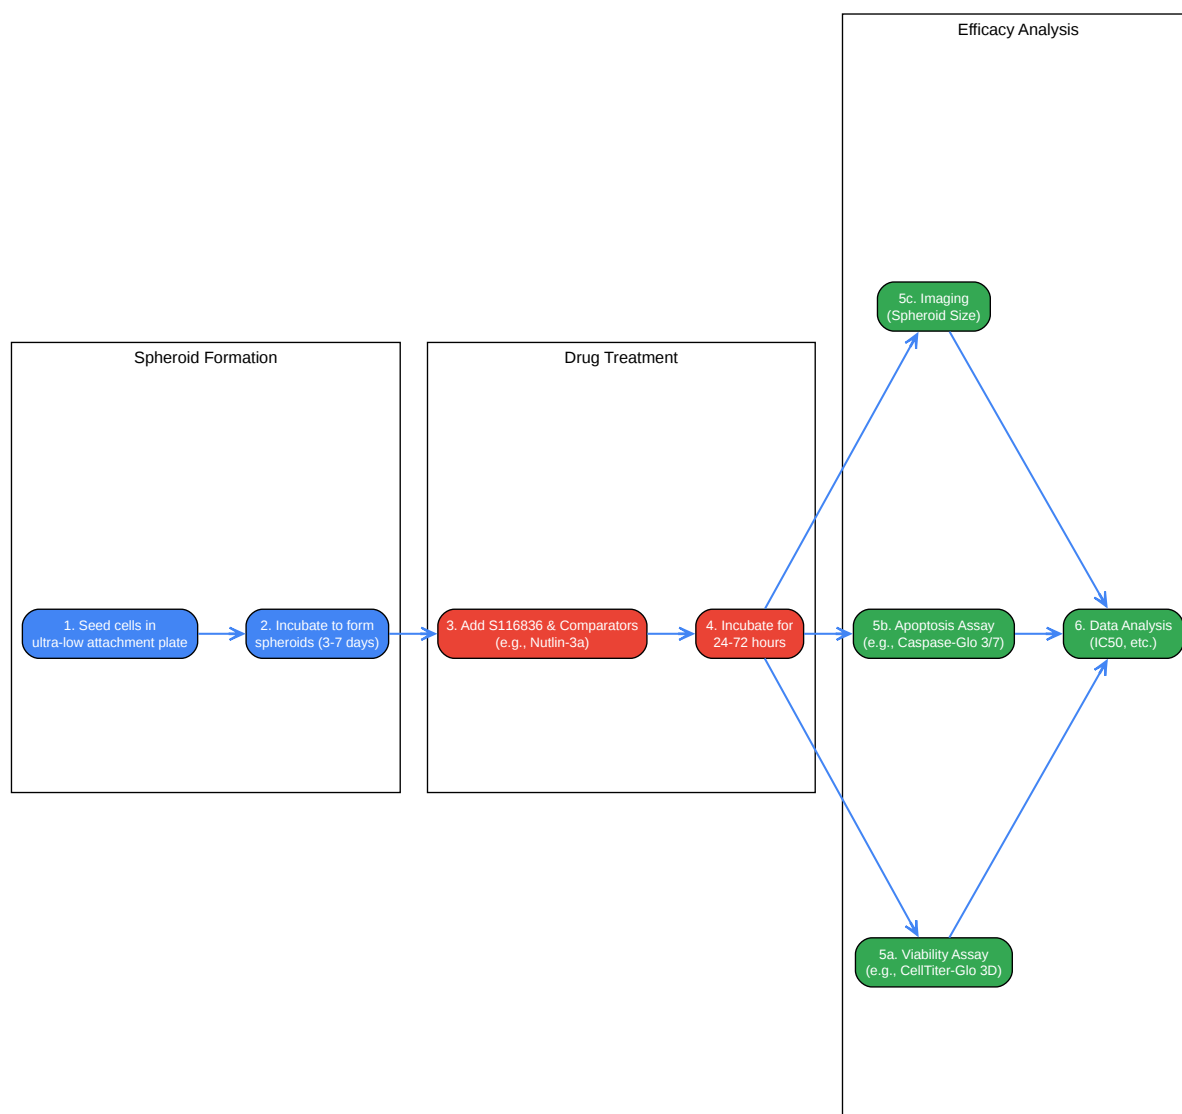 Efficacy Analysis
5c. Imaging
(Spheroid Size)
Spheroid Formation
Drug Treatment
1. Seed cells in
ultra-low attachment plate
2. Incubate to form
spheroids (3-7 days)
3. Add S116836 & Comparators
(e.g., Nutlin-3a)
4. Incubate for
24-72 hours
5b. Apoptosis Assay
(e.g., Caspase-Glo 3/7)
6. Data Analysis
(IC50, etc.)
5a. Viability Assay
(e.g., CellTiter-Glo 3D)